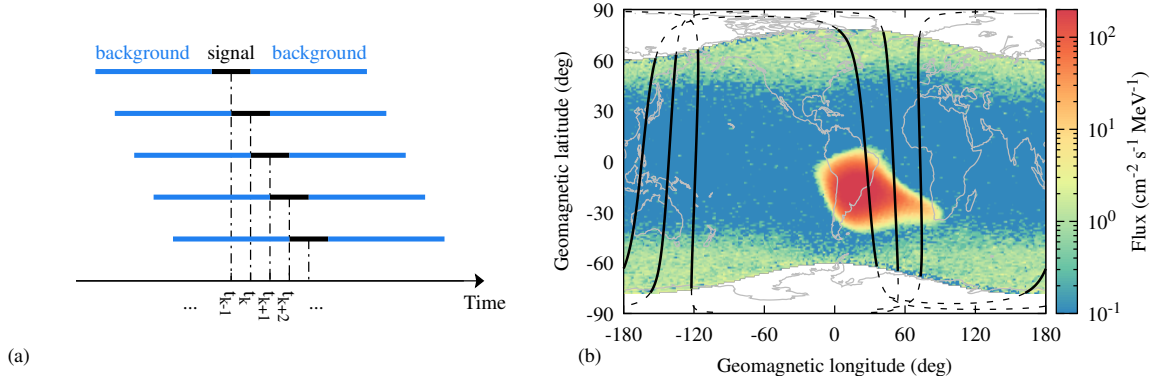 background signal background
... t_{k-1} t_k t_{k+1} t_{k+2} ...
Time
(a)
Geomagnetic latitude (deg)
90
60
30
0
-30
-60
-90
-180 -120 -60 0 60 120 180
Geomagnetic longitude (deg)
(b)
10^2
10^1
10^0
10^-1
Flux (cm^-2 s^-1 MeV^-1)